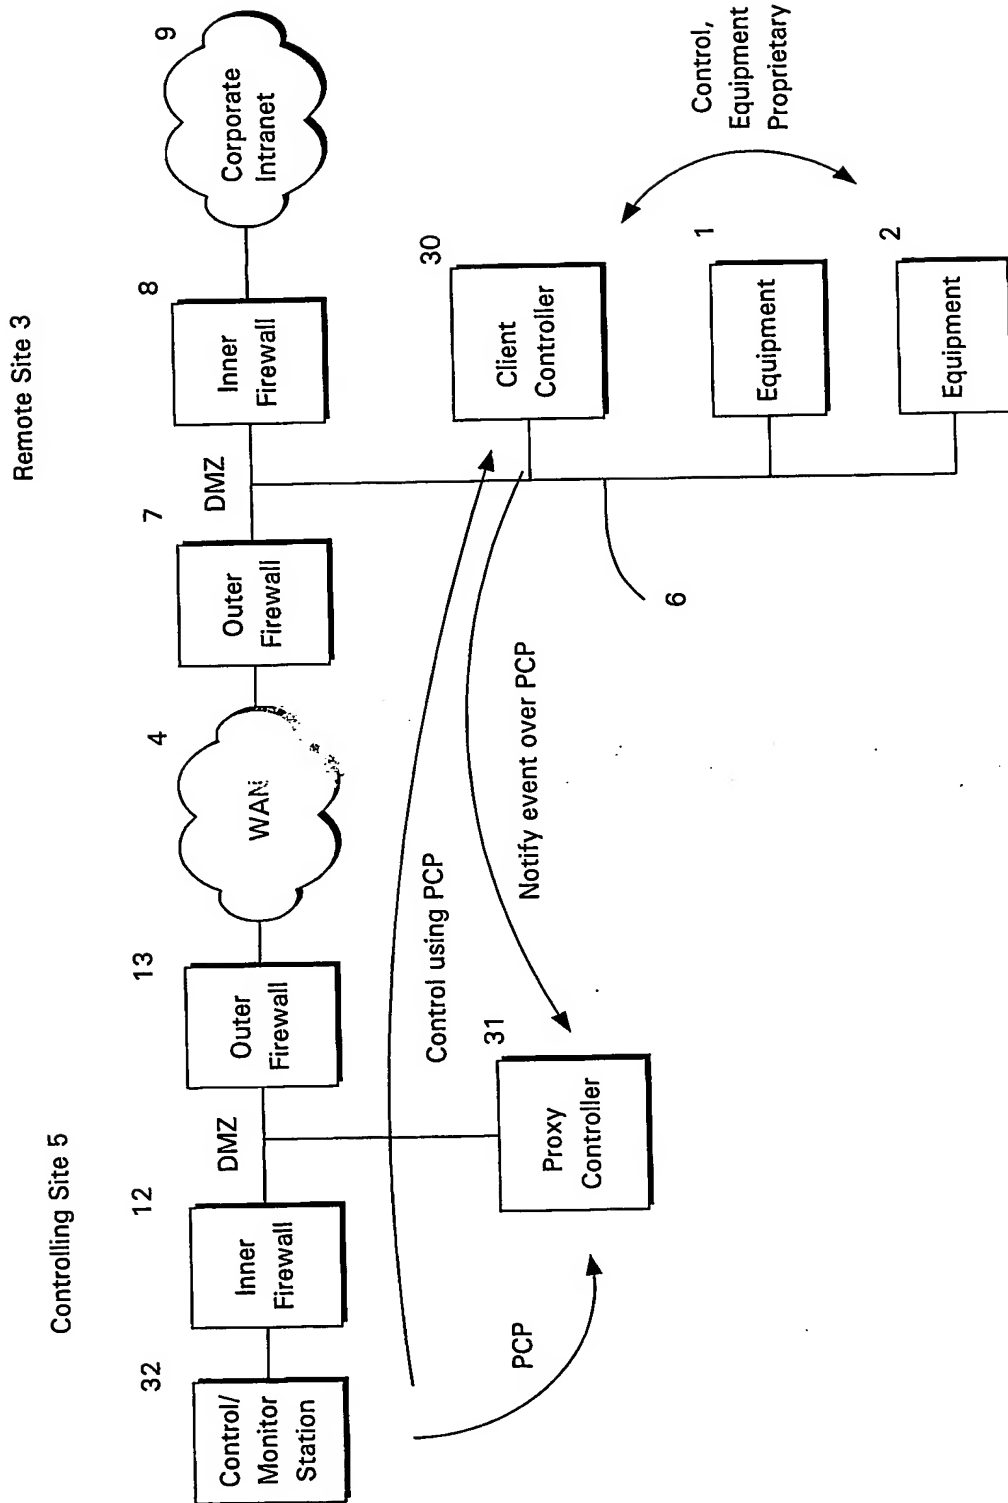 Controlling Site 5
Remote Site 3
32
12
13
4
7
8
9
Control/
Monitor
Station
Inner
Firewall
DMZ
Outer
Firewall
WAN
Outer
Firewall
DMZ
Inner
Firewall
Corporate
Intranet
PCP
Control using PCP
Notify event over PCP
31
Proxy
Controller
30
Client
Controller
6
1
Equipment
2
Equipment
Control,
Equipment
Proprietary